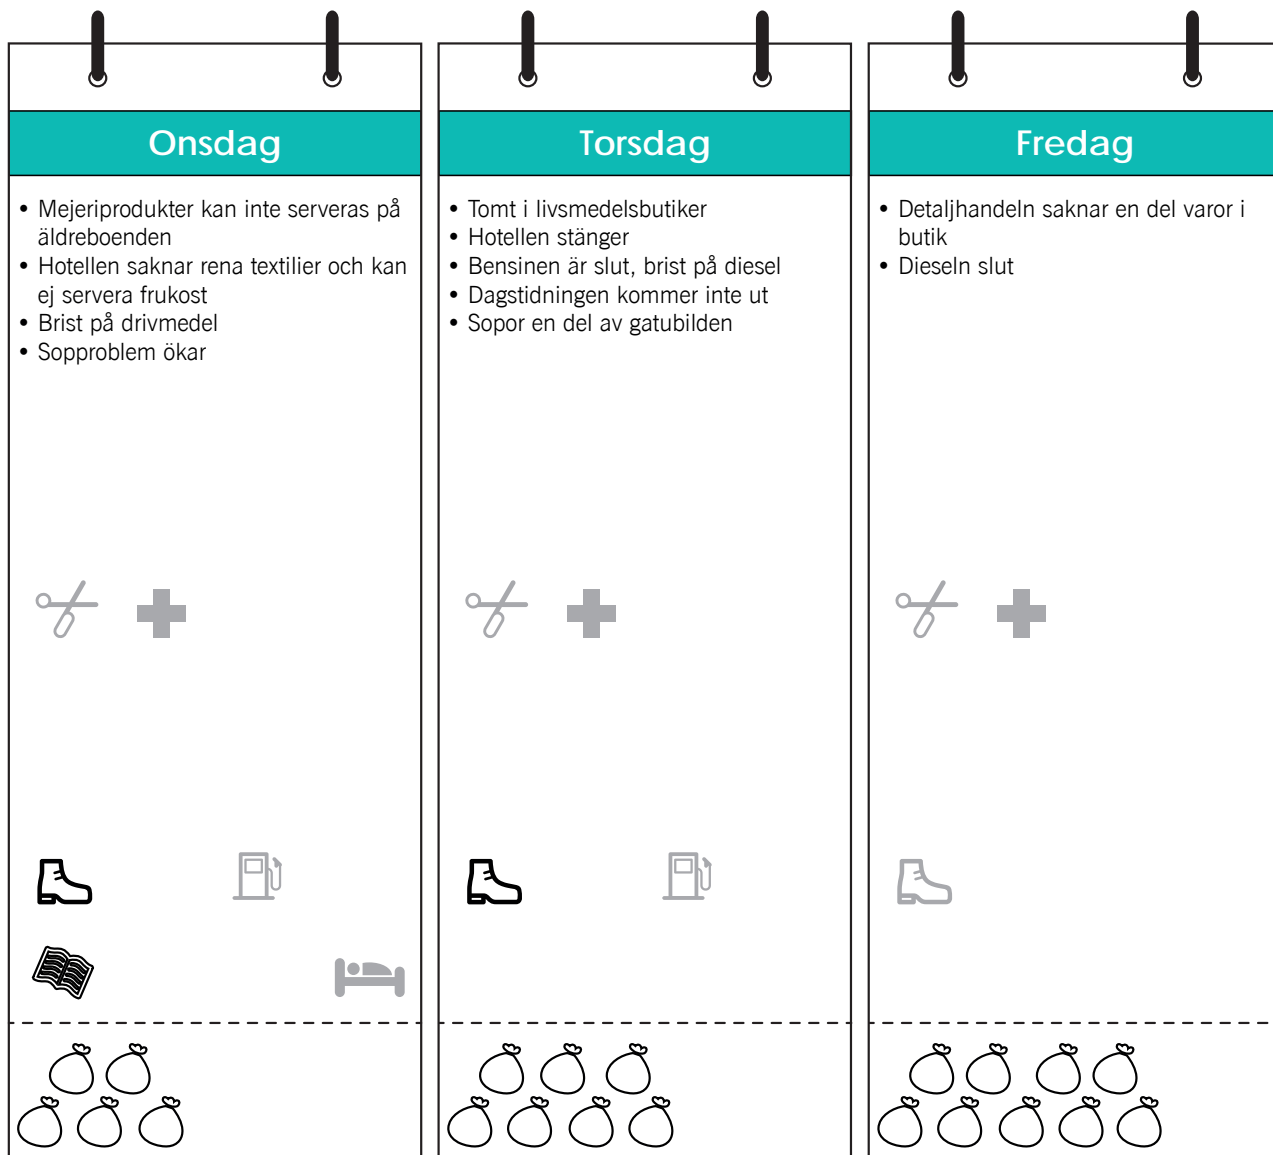 Onsdag
• Mejeriprodukter kan inte serveras på
äldreboenden
• Hotellen saknar rena textilier och kan
ej servera frukost
• Brist på drivmedel
• Sopproblem ökar
Torsdag
• Tomt i livsmedelsbutiker
• Hotellen stänger
• Bensinen är slut, brist på diesel
• Dagstidningen kommer inte ut
• Sopor en del av gatubilden
Fredag
• Detaljhandeln saknar en del varor i
butik
• Dieseln slut